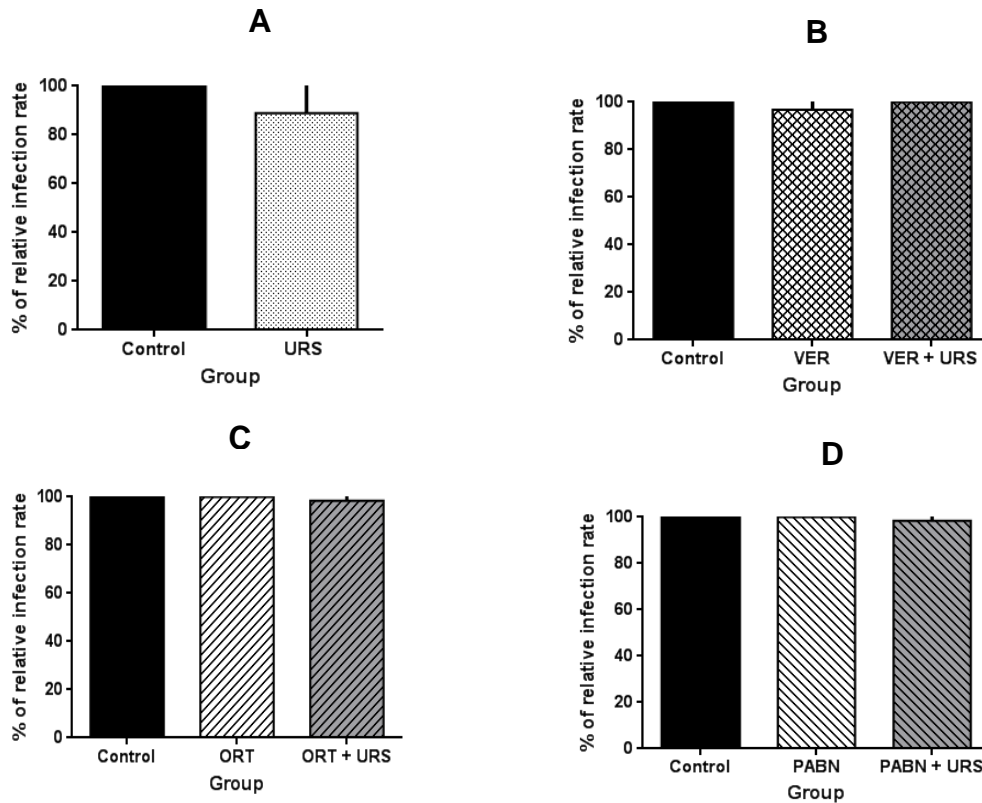 A
% of relative infection rate
100
80
60
40
20
0
Control URS
Group
B
% of relative infection rate
100
80
60
40
20
0
Control VER VER + URS
Group
C
% of relative infection rate
100
80
60
40
20
0
Control ORT ORT + URS
Group
D
% of relative infection rate
100
80
60
40
20
0
Control PABN PABN + URS
Group